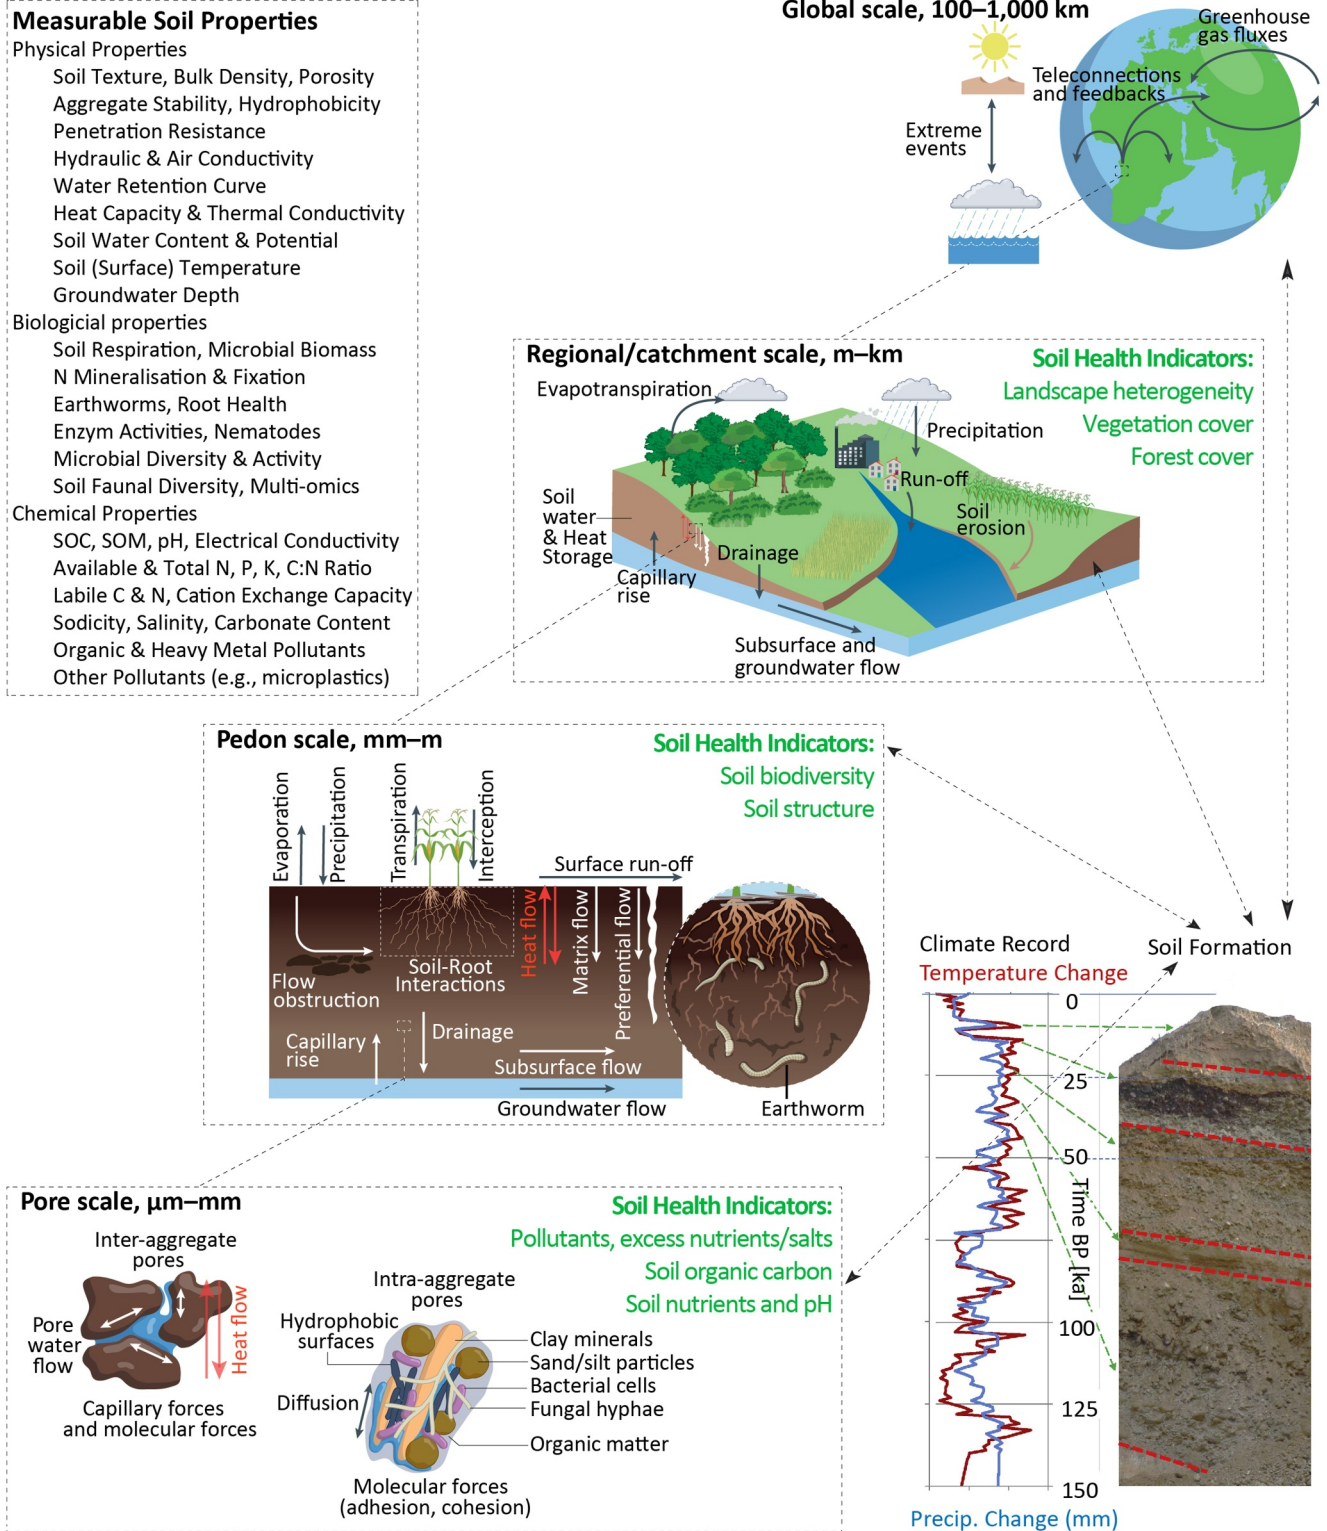 Measurable Soil Properties
Physical Properties
Soil Texture, Bulk Density, Porosity
Aggregate Stability, Hydrophobicity
Penetration Resistance
Hydraulic & Air Conductivity
Water Retention Curve
Heat Capacity & Thermal Conductivity
Soil Water Content & Potential
Soil (Surface) Temperature
Groundwater Depth
Biologicial properties
Soil Respiration, Microbial Biomass
N Mineralisation & Fixation
Earthworms, Root Health
Enzym Activities, Nematodes
Microbial Diversity & Activity
Soil Faunal Diversity, Multi-omics
Chemical Properties
SOC, SOM, pH, Electrical Conductivity
Available & Total N, P, K, C:N Ratio
Labile C & N, Cation Exchange Capacity
Sodicity, Salinity, Carbonate Content
Organic & Heavy Metal Pollutants
Other Pollutants (e.g., microplastics)
Global scale, 100–1,000 km
Greenhouse
gas fluxes
Teleconnections
and feedbacks
Extreme
events
Regional/catchment scale, m–km
Soil Health Indicators:
Landscape heterogeneity
Vegetation cover
Forest cover
Evapotranspiration
Precipitation
Run-off
Soil
erosion
Soil
water
& Heat
Storage
Drainage
Capillary
rise
Subsurface and
groundwater flow
Pedon scale, mm–m
Soil Health Indicators:
Soil biodiversity
Soil structure
Evaporation
Precipitation
Transpiration
Interception
Surface run-off
Heat flow
Matrix flow
Preferential flow
Flow
obstruction
Soil-Root
Interactions
Capillary
rise
Drainage
Subsurface flow
Groundwater flow
Earthworm
Pore scale, µm–mm
Soil Health Indicators:
Pollutants, excess nutrients/salts
Soil organic carbon
Soil nutrients and pH
Inter-aggregate
pores
Pore
water
flow
Heat flow
Capillary forces
and molecular forces
Intra-aggregate
pores
Hydrophobic
surfaces
Diffusion
Clay minerals
Sand/silt particles
Bacterial cells
Fungal hyphae
Organic matter
Molecular forces
(adhesion, cohesion)
Climate Record
Temperature Change
Soil Formation
0
25
50
Time BP [ka]
100
125
150
Precip. Change (mm)